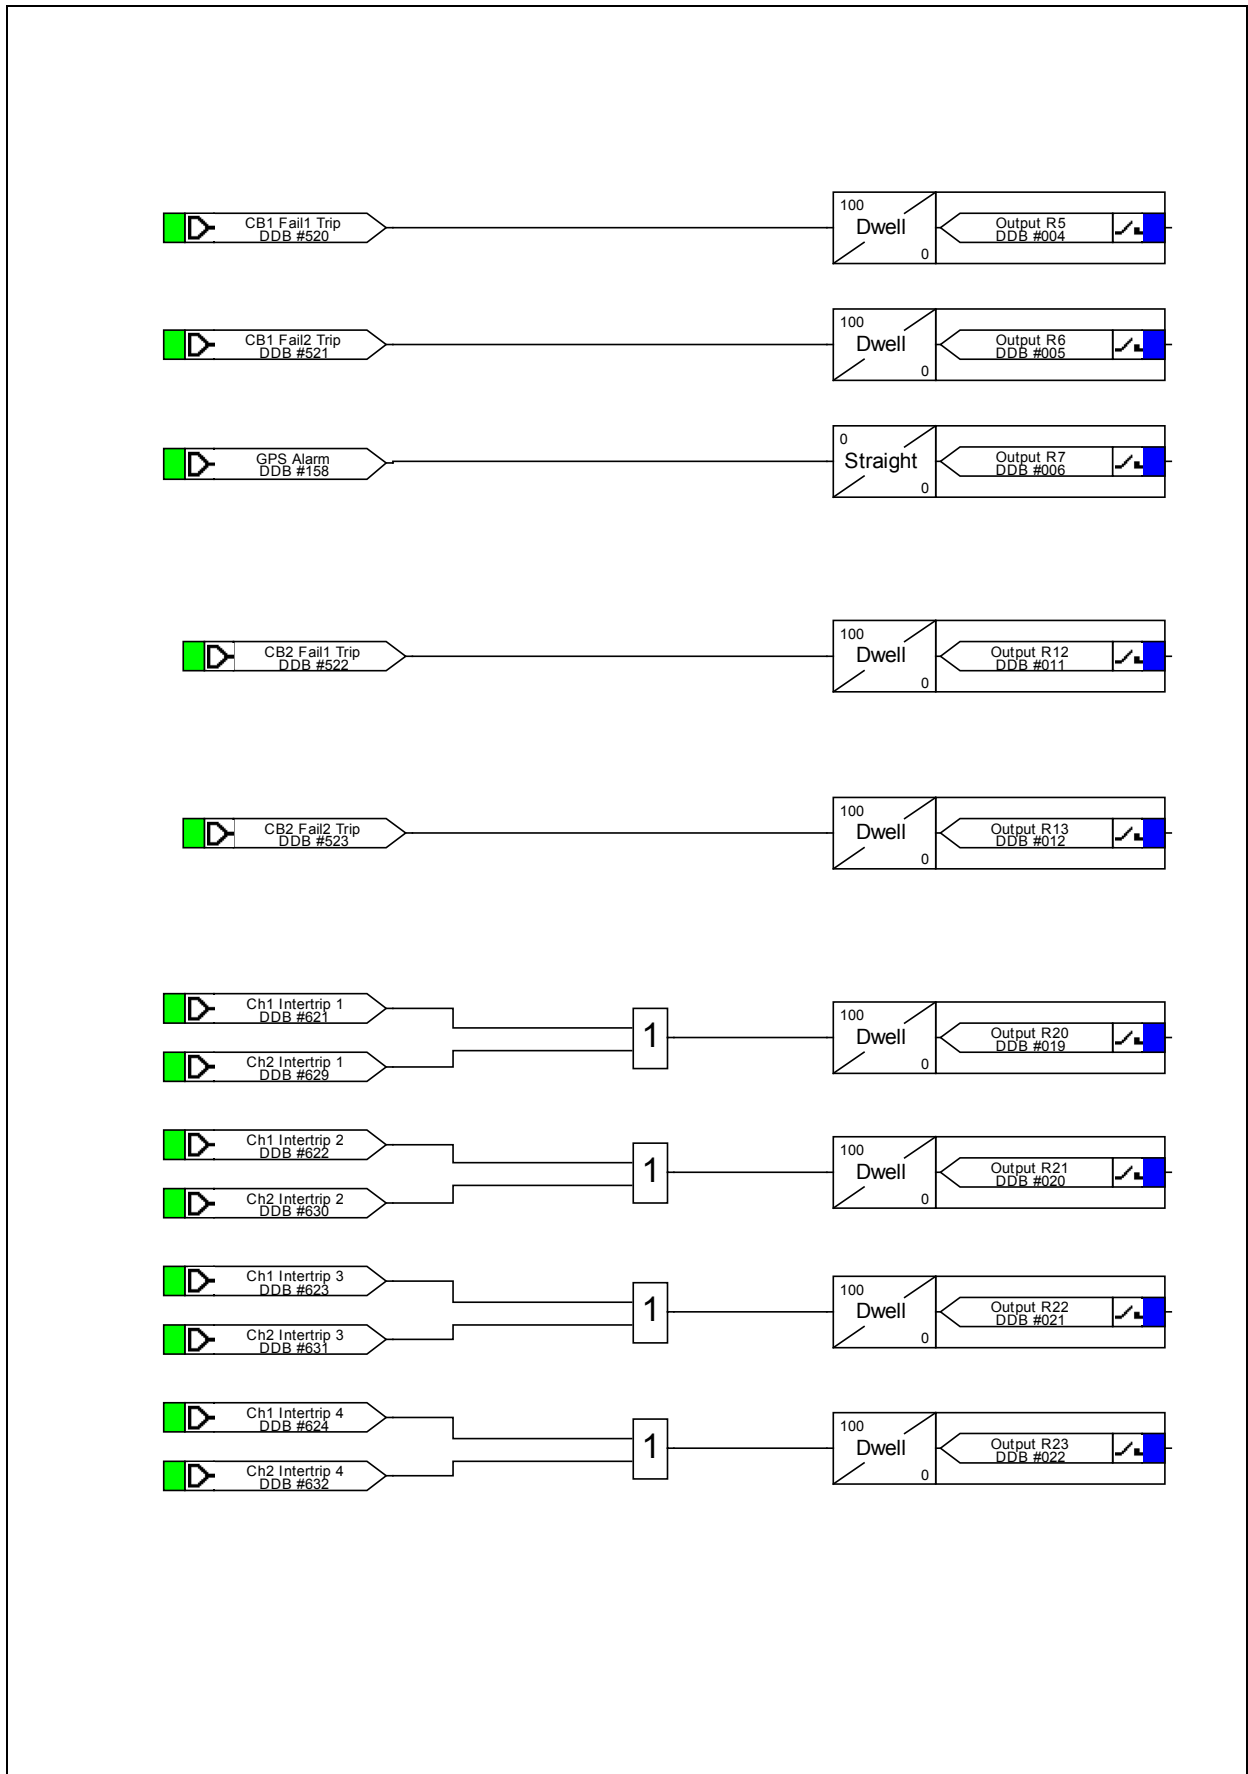 CB1 Fail1 Trip
DDB #520
100
Dwell
0
Output R5
DDB #004
CB1 Fail2 Trip
DDB #521
100
Dwell
0
Output R6
DDB #005
GPS Alarm
DDB #158
0
Straight
0
Output R7
DDB #006
CB2 Fail1 Trip
DDB #522
100
Dwell
0
Output R12
DDB #011
CB2 Fail2 Trip
DDB #523
100
Dwell
0
Output R13
DDB #012
Ch1 Intertrip 1
DDB #621
Ch2 Intertrip 1
DDB #629
1
100
Dwell
0
Output R20
DDB #019
Ch1 Intertrip 2
DDB #622
Ch2 Intertrip 2
DDB #630
1
100
Dwell
0
Output R21
DDB #020
Ch1 Intertrip 3
DDB #623
Ch2 Intertrip 3
DDB #631
1
100
Dwell
0
Output R22
DDB #021
Ch1 Intertrip 4
DDB #624
Ch2 Intertrip 4
DDB #632
1
100
Dwell
0
Output R23
DDB #022